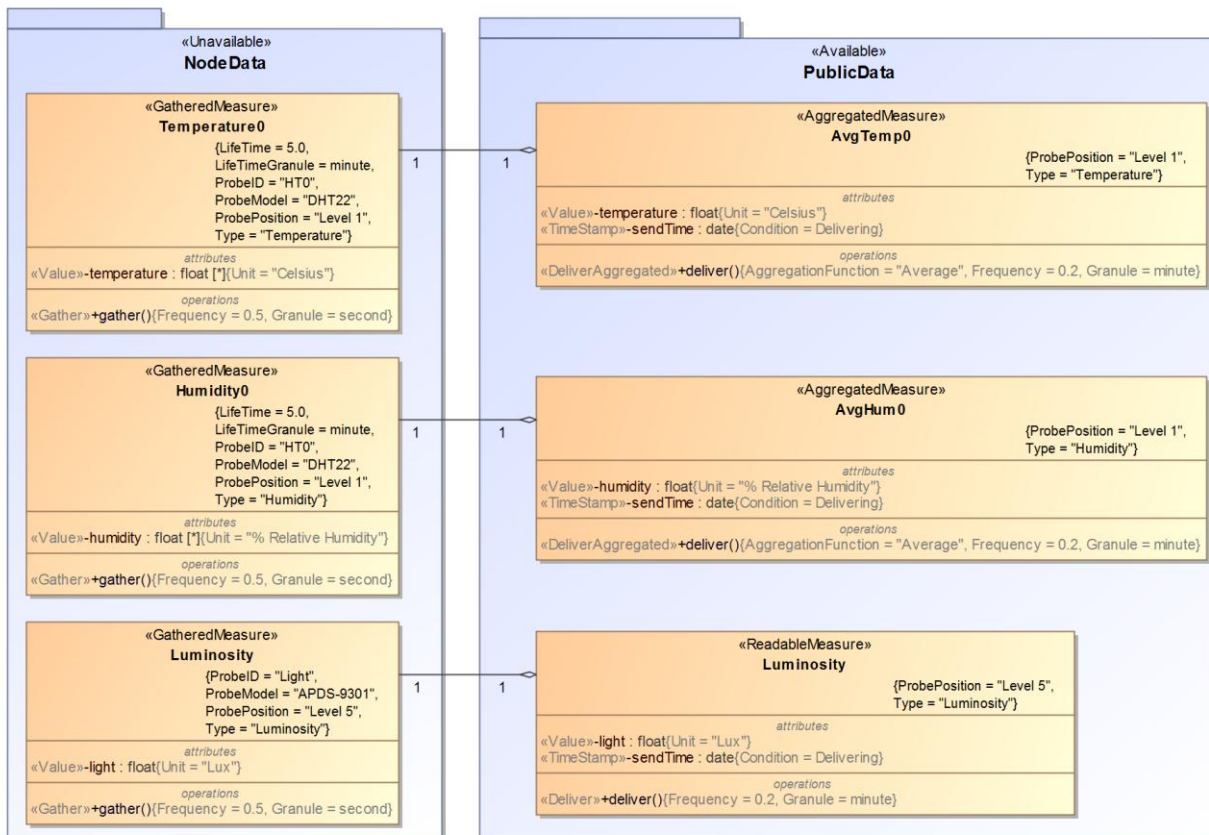 «Unavailable»
NodeData
«GatheredMeasure»
Temperature0
{LifeTime = 5.0,
LifeTimeGranule = minute,
ProbeID = "HT0",
ProbeModel = "DHT22",
ProbePosition = "Level 1",
Type = "Temperature"}
attributes
«Value»-temperature : float [*]{Unit = "Celsius"}
operations
«Gather»+gather(){Frequency = 0.5, Granule = second}
1
1
«GatheredMeasure»
Humidity0
{LifeTime = 5.0,
LifeTimeGranule = minute,
ProbeID = "HT0",
ProbeModel = "DHT22",
ProbePosition = "Level 1",
Type = "Humidity"}
attributes
«Value»-humidity : float [*]{Unit = "% Relative Humidity"}
operations
«Gather»+gather(){Frequency = 0.5, Granule = second}
1
1
«GatheredMeasure»
Luminosity
{ProbeID = "Light",
ProbeModel = "APDS-9301",
ProbePosition = "Level 5",
Type = "Luminosity"}
attributes
«Value»-light : float{Unit = "Lux"}
operations
«Gather»+gather(){Frequency = 0.5, Granule = second}
1
1
«Available»
PublicData
«AggregatedMeasure»
AvgTemp0
{ProbePosition = "Level 1",
Type = "Temperature"}
attributes
«Value»-temperature : float{Unit = "Celsius"}
«TimeStamp»-sendTime : date{Condition = Delivering}
operations
«DeliverAggregated»+deliver(){AggregationFunction = "Average", Frequency = 0.2, Granule = minute}
«AggregatedMeasure»
AvgHum0
{ProbePosition = "Level 1",
Type = "Humidity"}
attributes
«Value»-humidity : float{Unit = "% Relative Humidity"}
«TimeStamp»-sendTime : date{Condition = Delivering}
operations
«DeliverAggregated»+deliver(){AggregationFunction = "Average", Frequency = 0.2, Granule = minute}
«ReadableMeasure»
Luminosity
{ProbePosition = "Level 5",
Type = "Luminosity"}
attributes
«Value»-light : float{Unit = "Lux"}
«TimeStamp»-sendTime : date{Condition = Delivering}
operations
«Deliver»+deliver(){Frequency = 0.2, Granule = minute}